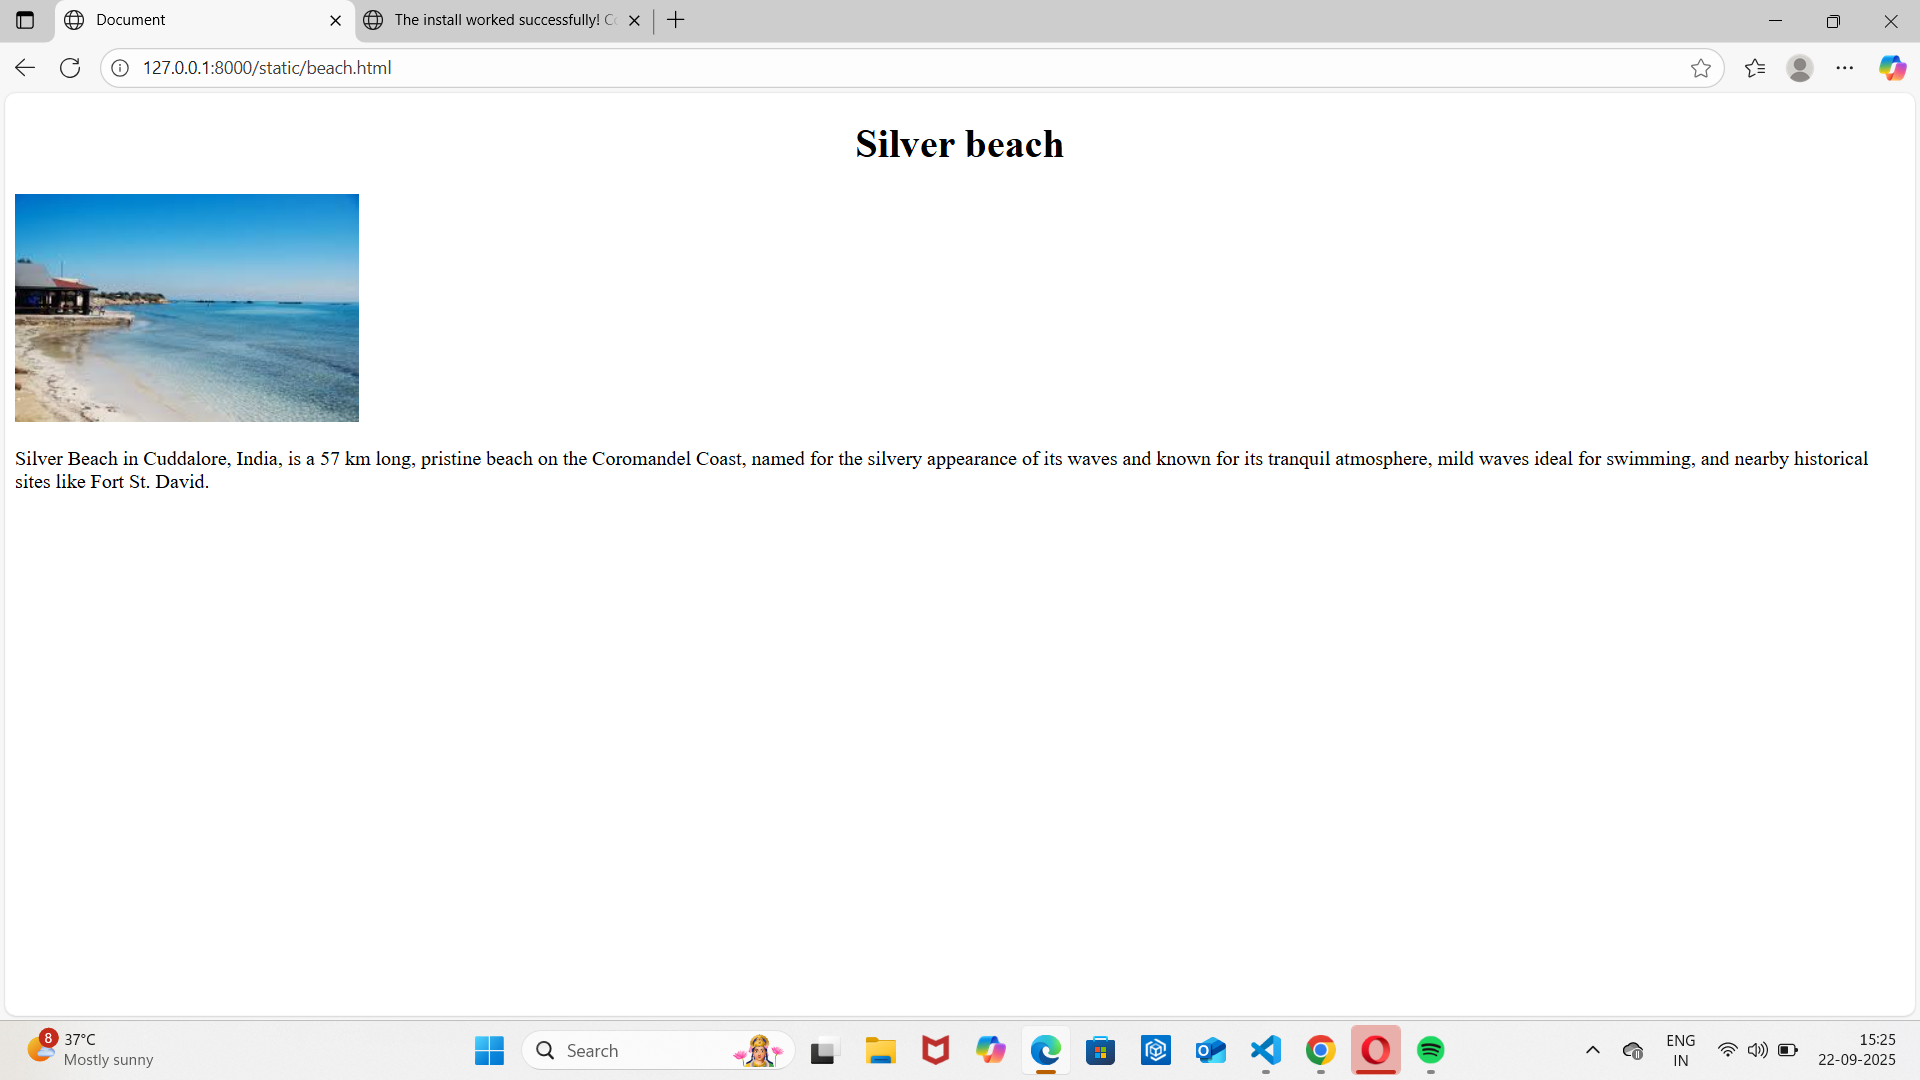 Document
The install worked successfully! Co
127.0.0.1:8000/static/beach.html
Silver beach
Silver Beach in Cuddalore, India, is a 57 km long, pristine beach on the Coromandel Coast, named for the silvery appearance of its waves and known for its tranquil atmosphere, mild waves ideal for swimming, and nearby historical
sites like Fort St. David.
8
37°C
Mostly sunny
Search
ENG
IN
15:25
22-09-2025